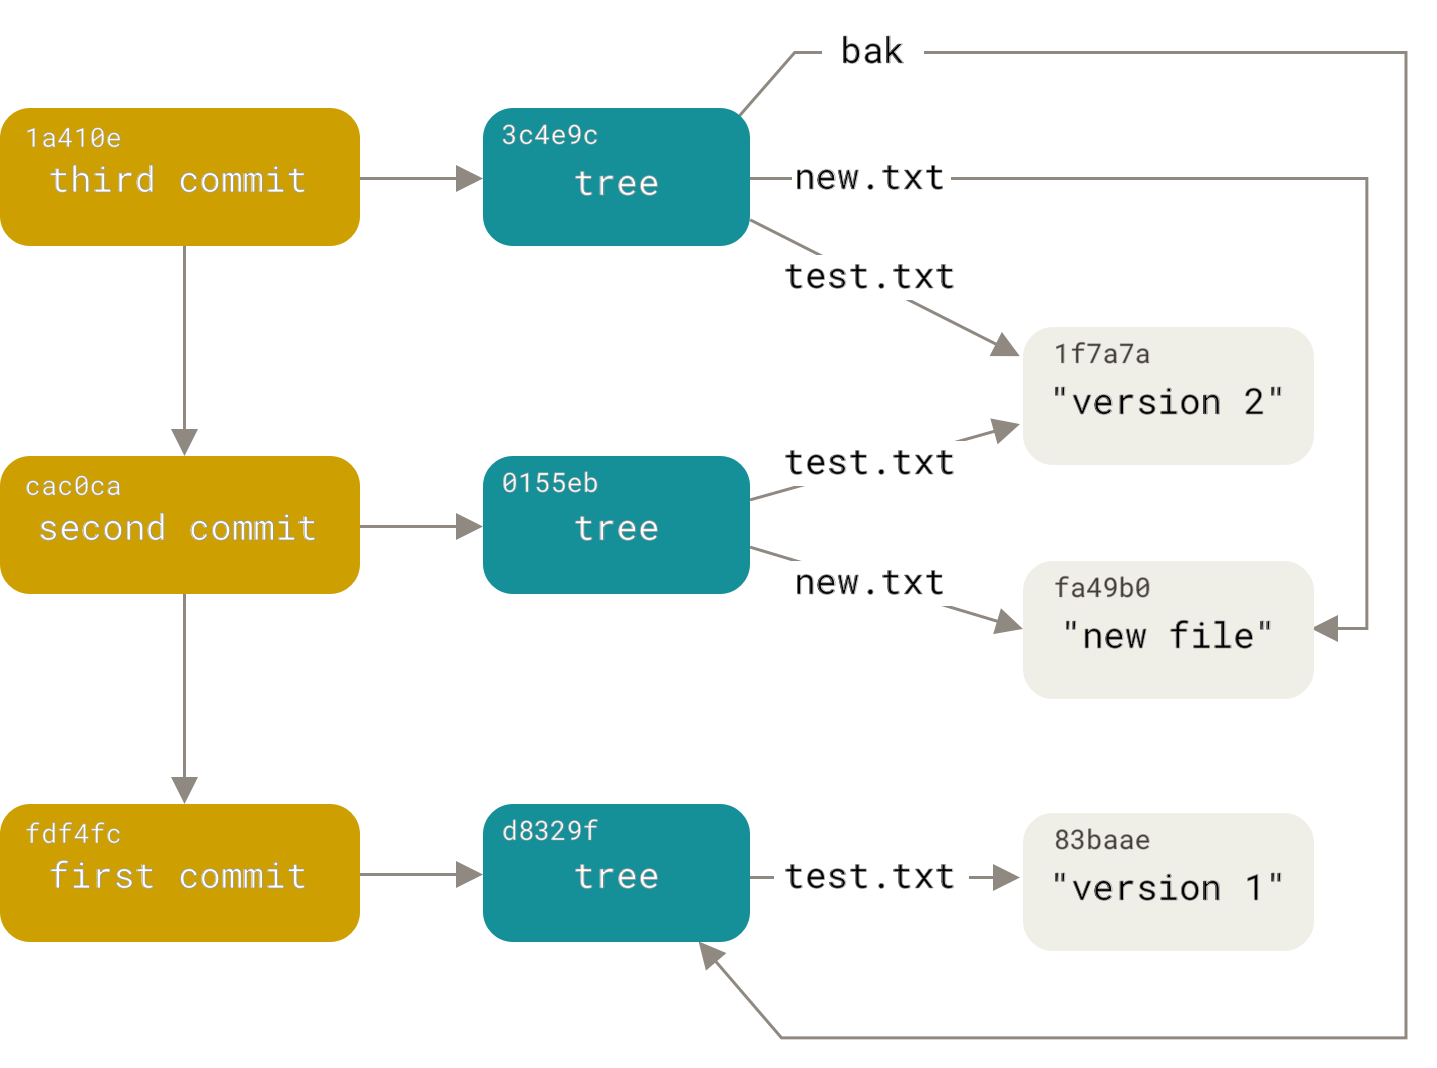 bak
1a410e
third commit
3c4e9c
tree
new.txt
test.txt
1f7a7a
"version 2"
cac0ca
second commit
0155eb
tree
test.txt
new.txt
fa49b0
"new file"
fdf4fc
first commit
d8329f
tree
test.txt
83baae
"version 1"